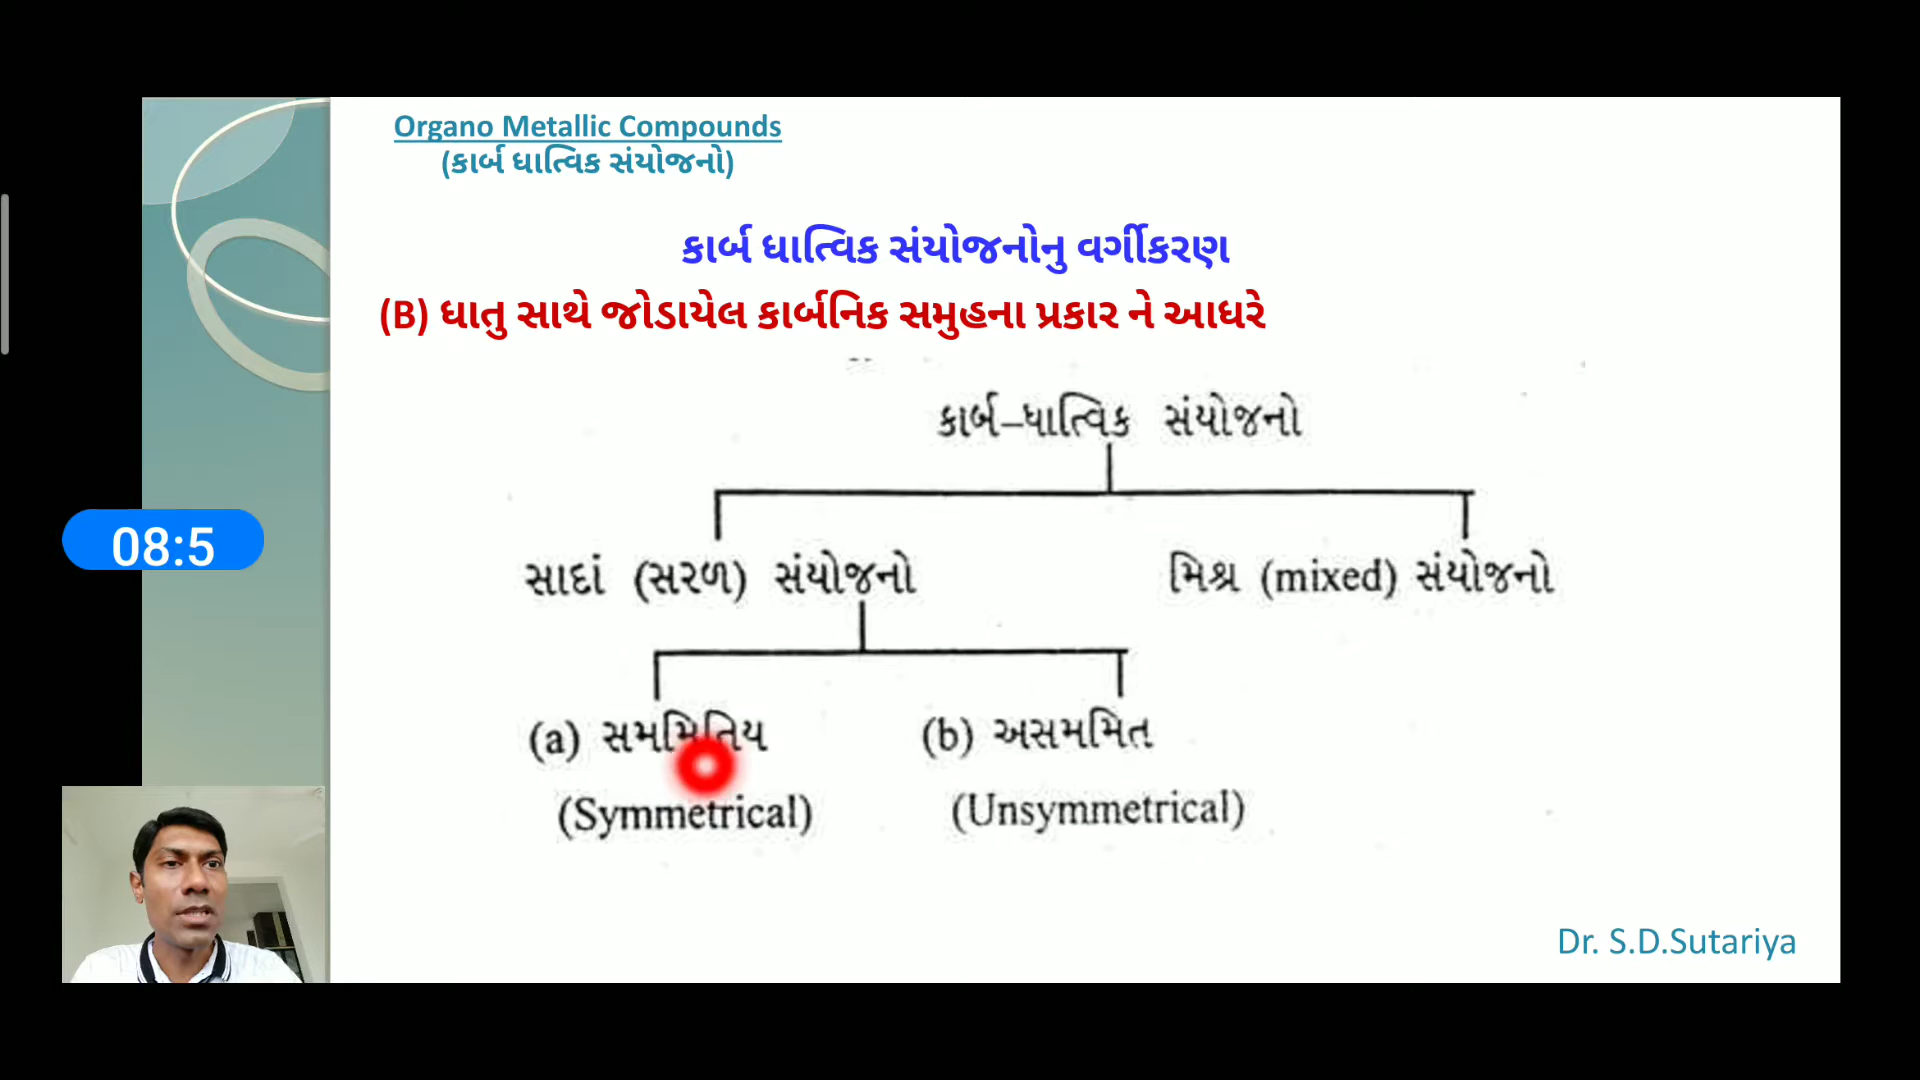 Organo Metallic Compounds
(કાર્બ ધાત્વિક સંયોજનો)
કાર્બ ધાત્વિક સંયોજનોનુ વર્ગીકરણ
(B) ધાતુ સાથે જોડાયેલ કાર્બનિક સમુહના પ્રકાર ને આધરે
કાર્બ–ધાત્વિક સંયોજનો
સાદાં (સરળ) સંયોજનો
મિશ્ર (mixed) સંયોજનો
(a) સમમિતિય
(b) અસમમિત
(Symmetrical)
(Unsymmetrical)
08:5
Dr. S.D.Sutariya